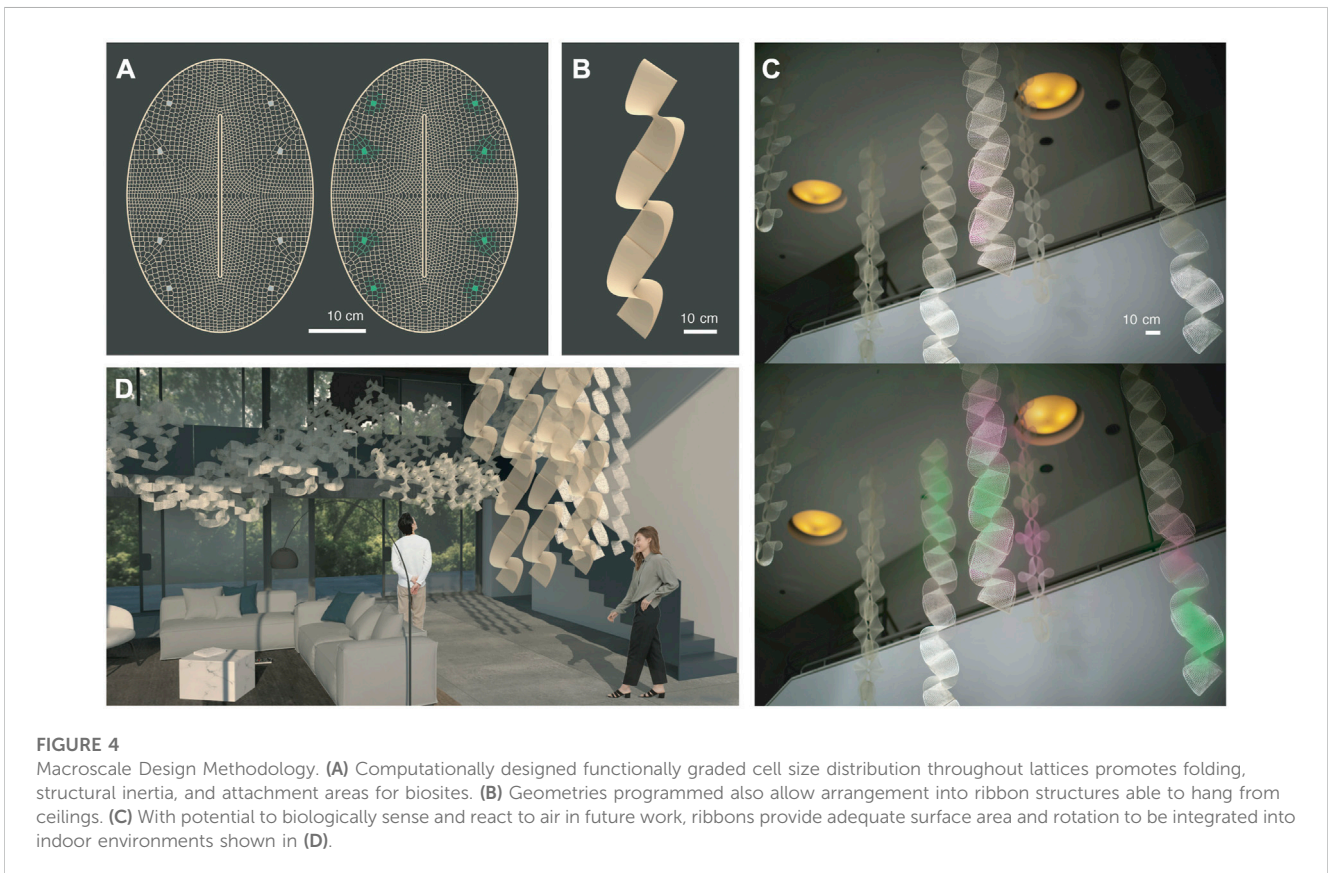 A
B
C
10 cm
10 cm
10 cm
D
FIGURE 4
Macroscale Design Methodology. (A) Computationally designed functionally graded cell size distribution throughout lattices promotes folding,
structural inertia, and attachment areas for biosites. (B) Geometries programmed also allow arrangement into ribbon structures able to hang from
ceilings. (C) With potential to biologically sense and react to air in future work, ribbons provide adequate surface area and rotation to be integrated into
indoor environments shown in (D).